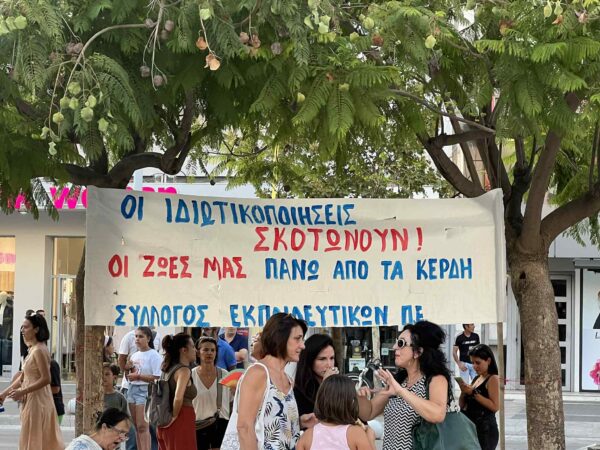 ΟΙ ΙΔΙΩΤΙΚΟΠΟΙΗΣΕΙΣ
ΣΚΟΤΩΝΟΥΝ!
ΟΙ ΖΩΕΣ ΜΑΣ ΠΑΝΩ ΑΠΟ ΤΑ ΚΕΡΔΗ
ΣΥΛΛΟΓΟΣ ΕΚΠΑΙΔΕΥΤΙΚΩΝ ΠΕ